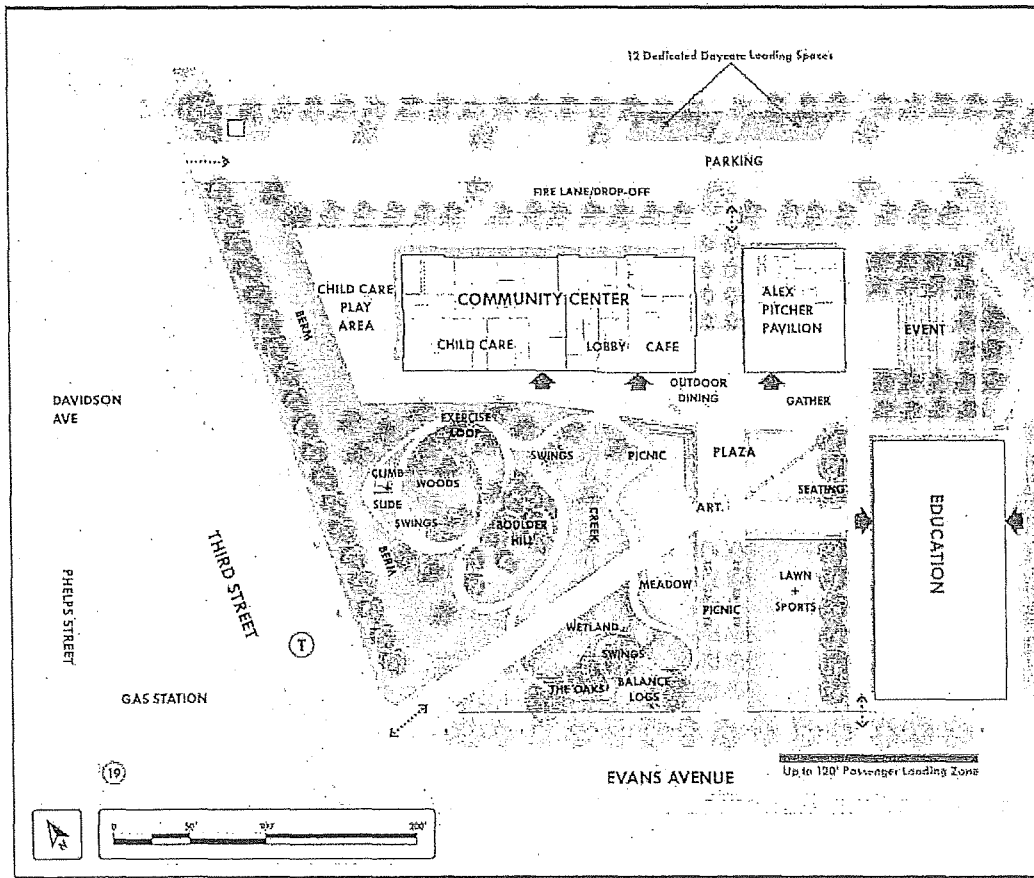 12 Dedicated Daycare Loading Spaces
PARKING
FIRE LANE/DROP-OFF
CHILD CARE
PLAY
AREA
COMMUNITY CENTER
CHILD CARE
LOBBY
CAFE
ALEX
PITCHER
PAVILION
EVENT
BERM
OUTDOOR
DINING
GATHER
DAVIDSON
AVE
EXERCISE
LOOP
SWINGS
PICNIC
PLAZA
CLIMB
+
SLIDE
WOODS
SWINGS
SEATING
ART
BOULDER
HILL
CREEK
EDUCATION
BERM
THIRD STREET
PHELPS STREET
MEADOW
PICNIC
LAWN
+
SPORTS
WETLAND
SWINGS
THE OAKS
BALANCE
LOGS
T
GAS STATION
19
EVANS AVENUE
Up to 120' Passenger Loading Zone
0 50' 100' 200'
N